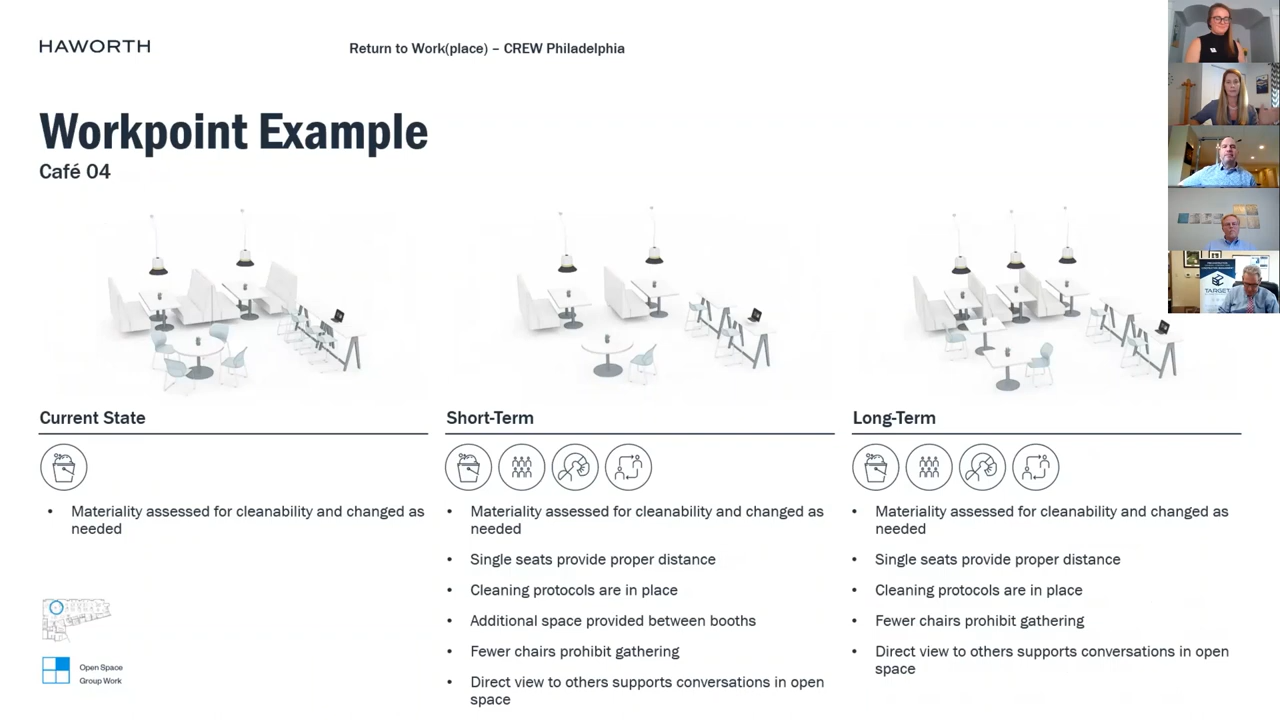 HAWORTH
Return to Work(place) – CREW Philadelphia
Workpoint Example
Café 04
TARGET
Current State
Materiality assessed for cleanability and changed as
needed
Short-Term
• Materiality assessed for cleanability and changed as
needed
• Single seats provide proper distance
• Cleaning protocols are in place
• Additional space provided between booths
• Fewer chairs prohibit gathering
• Direct view to others supports conversations in open
space
Long-Term
• Materiality assessed for cleanability and changed as
needed
• Single seats provide proper distance
• Cleaning protocols are in place
• Fewer chairs prohibit gathering
• Direct view to others supports conversations in open
space
Open Space
Group Work